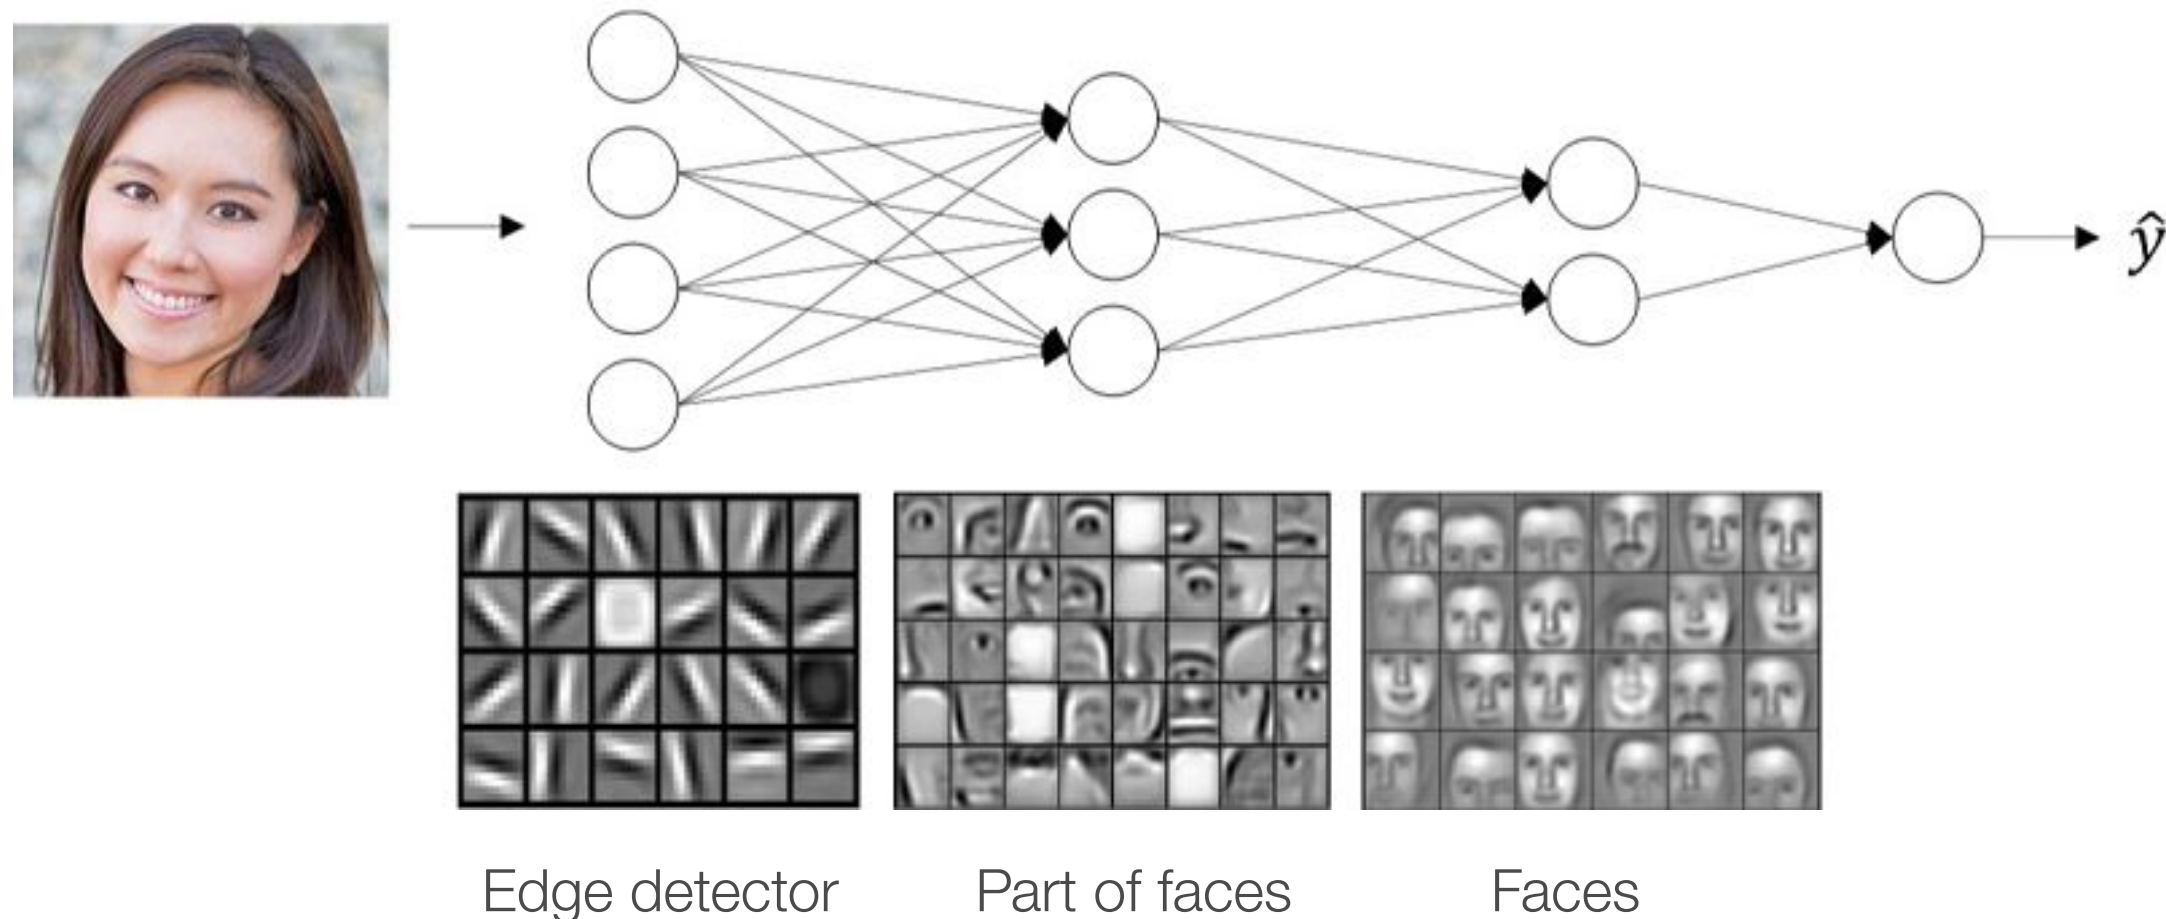 ŷ
Edge detector
Part of faces
Faces